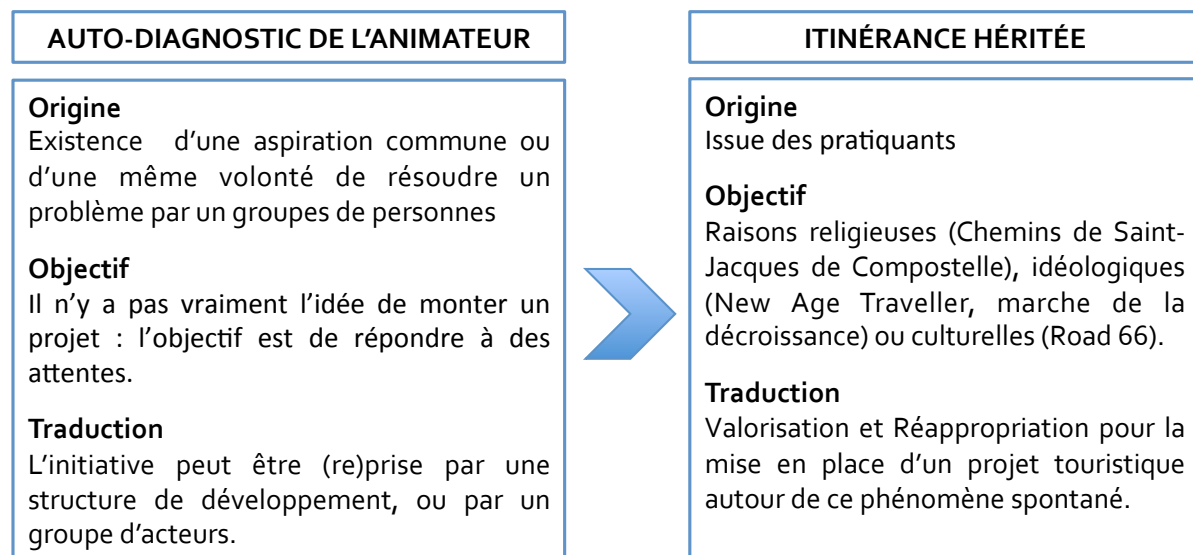 AUTO-DIAGNOSTIC DE L’ANIMATEUR
Origine
Existence d’une aspiration commune ou
d’une même volonté de résoudre un
problème par un groupes de personnes
Objectif
Il n’y a pas vraiment l’idée de monter un
projet : l’objectif est de répondre à des
attentes.
Traduction
L’initiative peut être (re)prise par une
structure de développement, ou par un
groupe d’acteurs.
ITINÉRANCE HÉRITÉE
Origine
Issue des pratiquants
Objectif
Raisons religieuses (Chemins de Saint-
Jacques de Compostelle), idéologiques
(New Age Traveller, marche de la
décroissance) ou culturelles (Road 66).
Traduction
Valorisation et Réappropriation pour la
mise en place d’un projet touristique
autour de ce phénomène spontané.